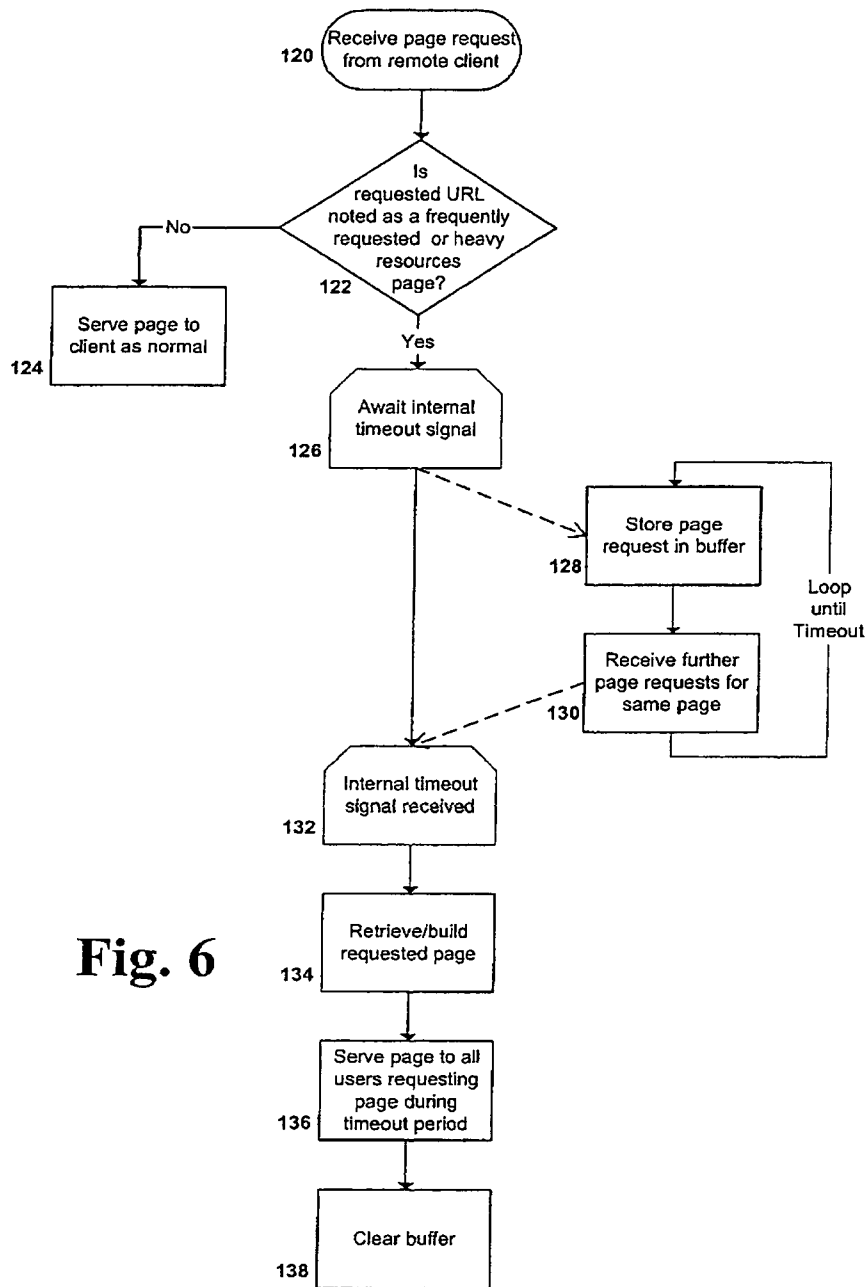 Receive page request
from remote client
120
Is
requested URL
noted as a frequently
requested or heavy
resources
page?
122
No
Serve page to
client as normal
124
Yes
Await internal
timeout signal
126
Store page
request in buffer
128
Loop
until
Timeout
Receive further
page requests for
same page
130
Internal timeout
signal received
132
Fig. 6
Retrieve/build
requested page
134
Serve page to all
users requesting
page during
timeout period
136
Clear buffer
138